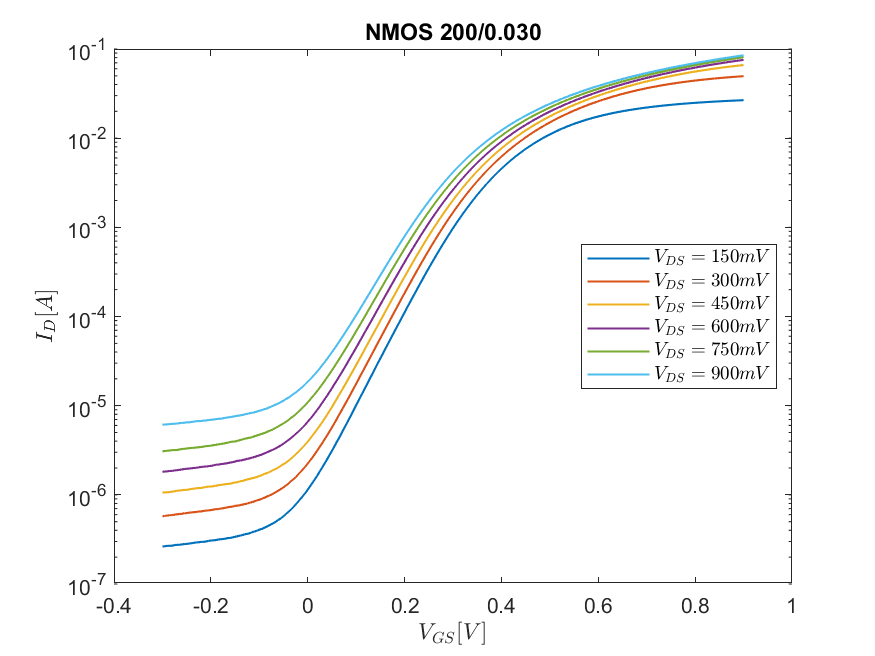 NMOS 200/0.030
10^-1
10^-2
10^-3
10^-4
10^-5
10^-6
10^-7
I_D[A]
V_DS = 150mV
V_DS = 300mV
V_DS = 450mV
V_DS = 600mV
V_DS = 750mV
V_DS = 900mV
-0.4 -0.2 0 0.2 0.4 0.6 0.8 1
V_GS[V]